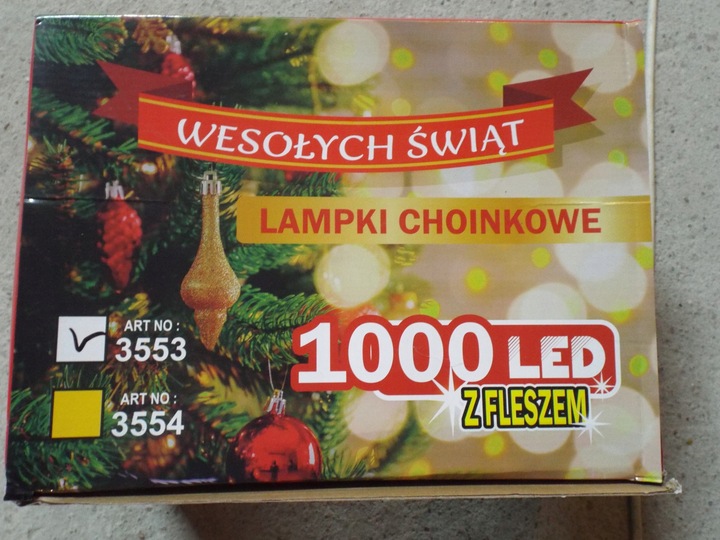 WESOŁYCH ŚWIĄT
LAMPKI CHOINKOWE
ART NO :
3553
1000 LED
Z FLESZEM
ART NO :
3554